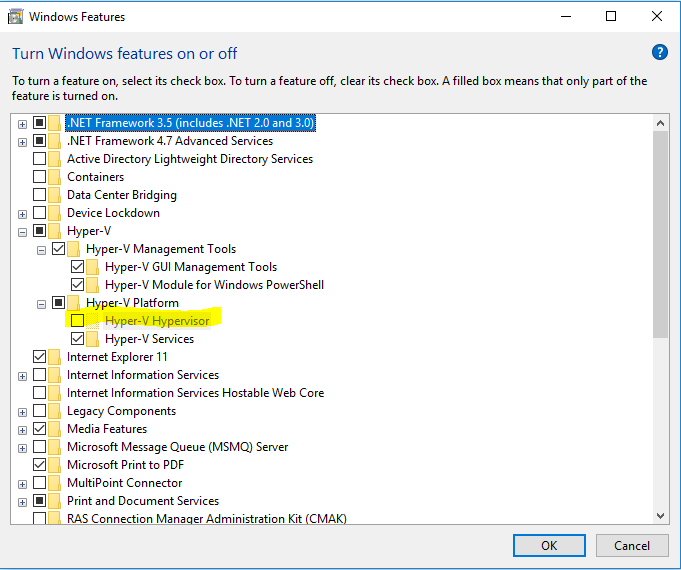 Windows Features
Turn Windows features on or off
To turn a feature on, select its check box. To turn a feature off, clear its check box. A filled box means that only part of the
feature is turned on.
.NET Framework 3.5 (includes .NET 2.0 and 3.0)
.NET Framework 4.7 Advanced Services
Active Directory Lightweight Directory Services
Containers
Data Center Bridging
Device Lockdown
Hyper-V
Hyper-V Management Tools
Hyper-V GUI Management Tools
Hyper-V Module for Windows PowerShell
Hyper-V Platform
Hyper-V Hypervisor
Hyper-V Services
Internet Explorer 11
Internet Information Services
Internet Information Services Hostable Web Core
Legacy Components
Media Features
Microsoft Message Queue (MSMQ) Server
Microsoft Print to PDF
MultiPoint Connector
Print and Document Services
RAS Connection Manager Administration Kit (CMAK)
OK Cancel